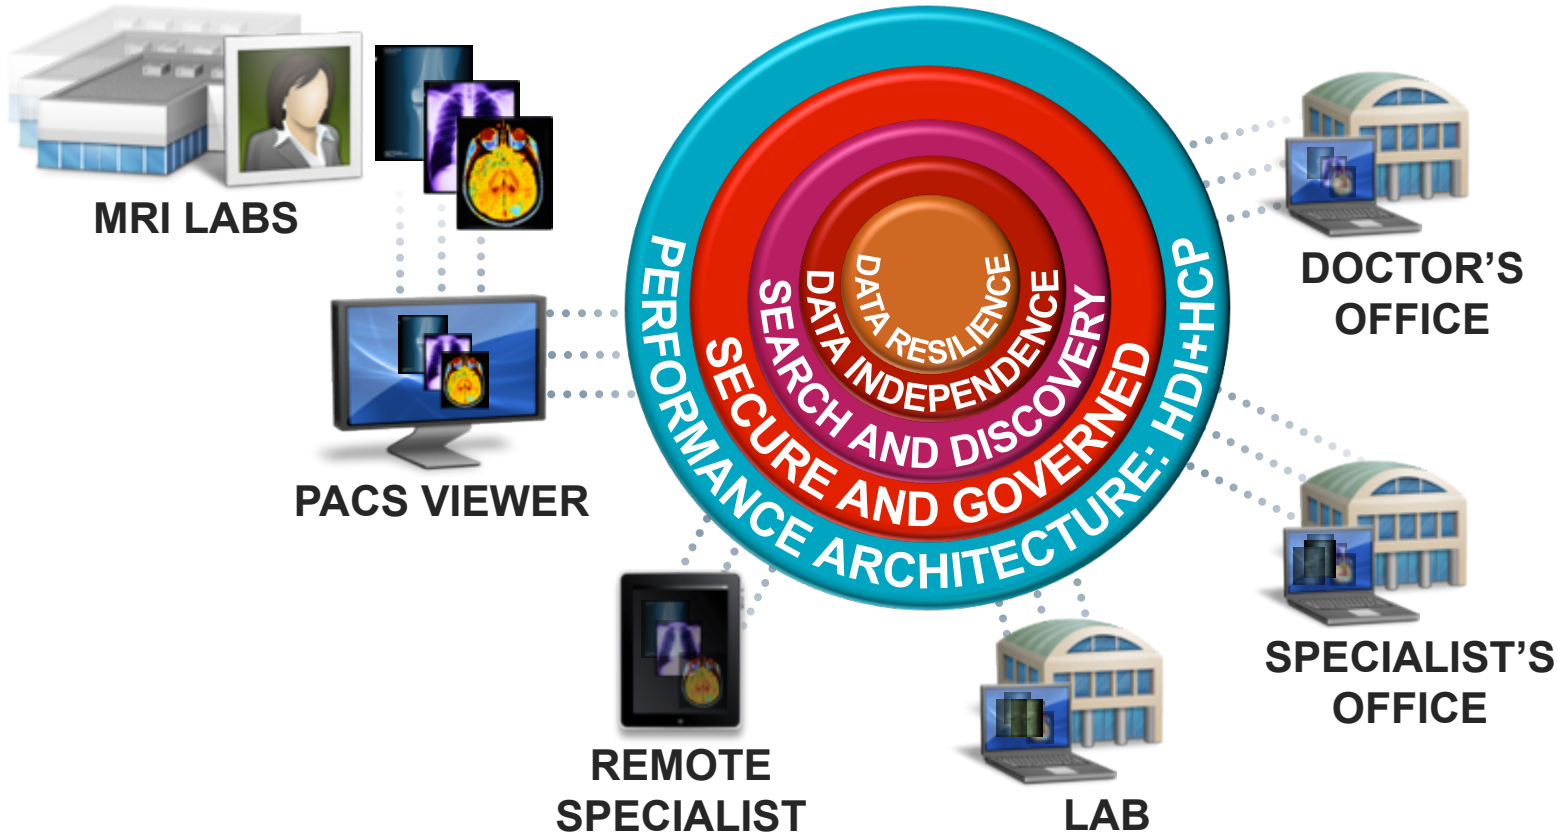 MRI LABS
PACS VIEWER
REMOTE
SPECIALIST
LAB
SPECIALIST’S
OFFICE
DOCTOR’S
OFFICE
DATA RESILIENCE
DATA INDEPENDENCE
SEARCH AND DISCOVERY
SECURE AND GOVERNED
PERFORMANCE ARCHITECTURE: HDI+HCP